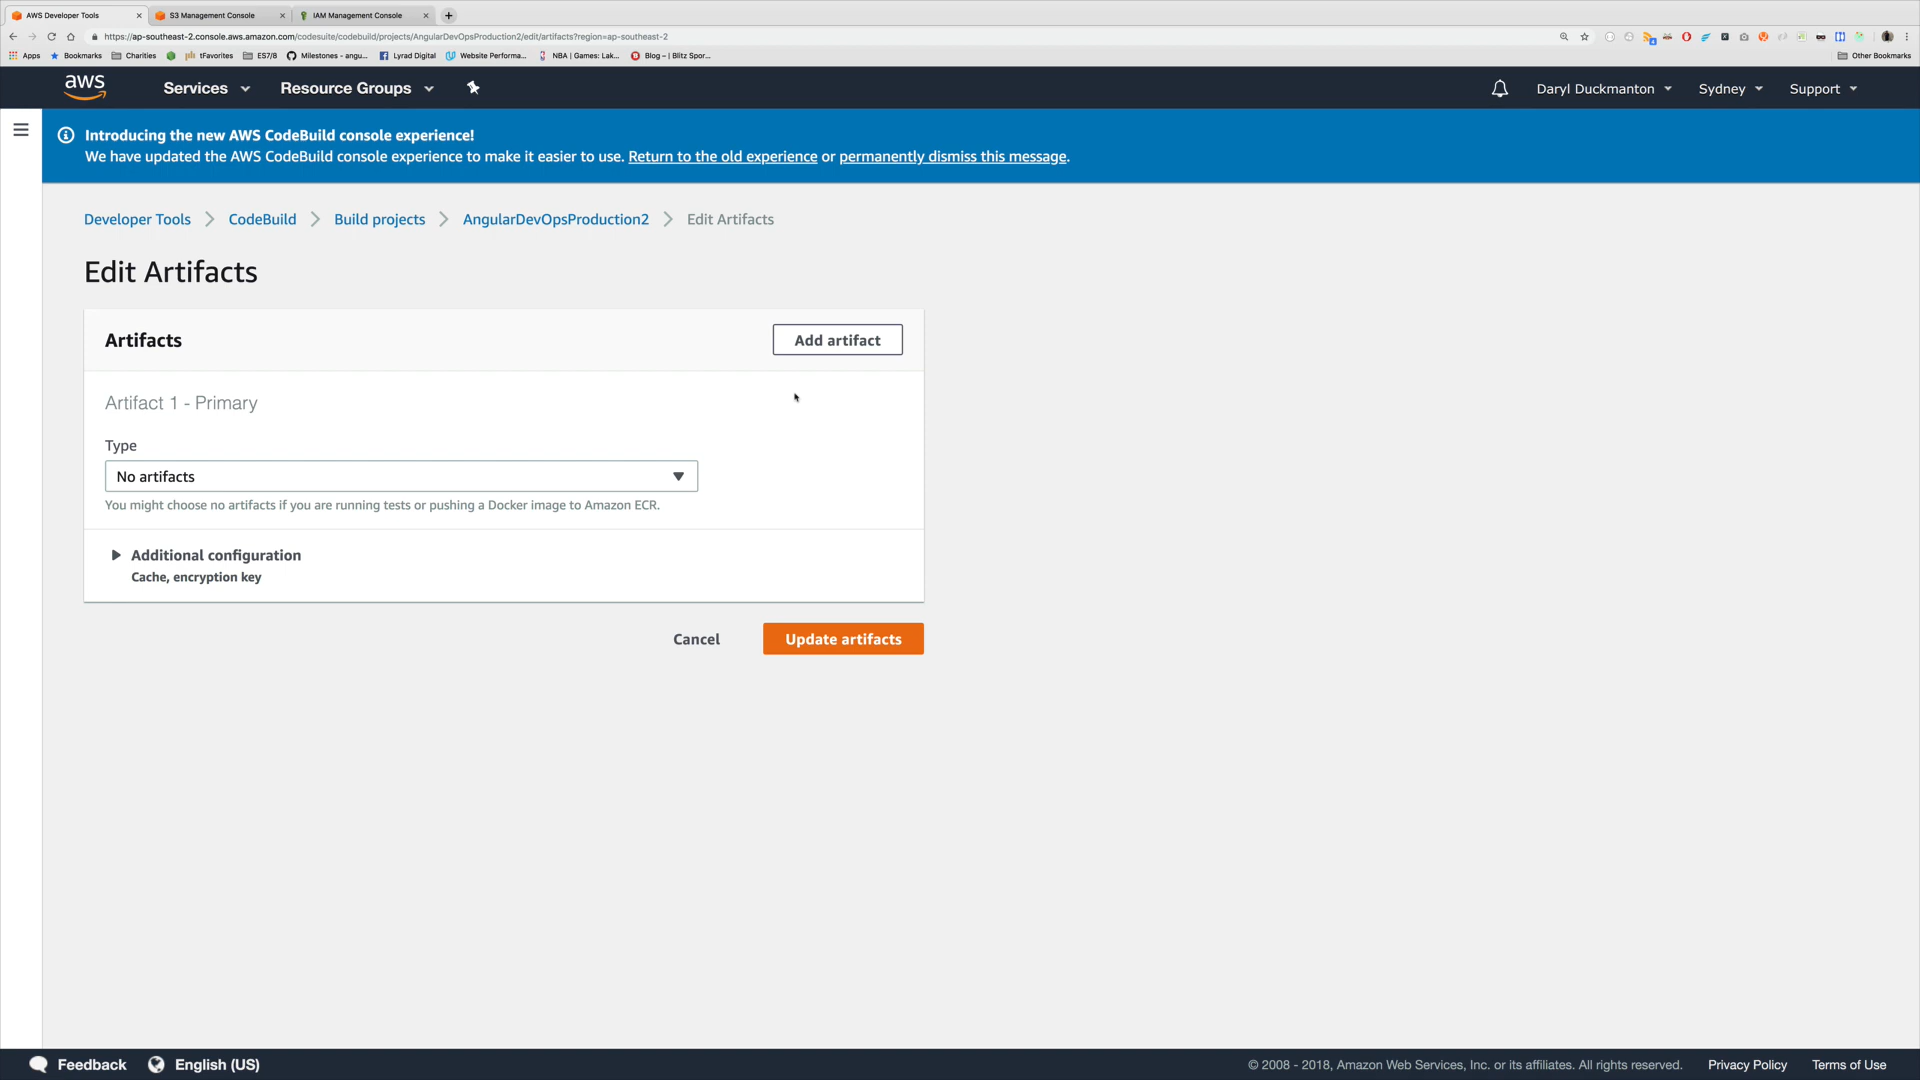 AWS Developer Tools
S3 Management Console
IAM Management Console
https://ap-southeast-2.console.aws.amazon.com/codesuite/codebuild/projects/AngularDevOpsProduction2/edit/artifacts?region=ap-southeast-2
Apps Bookmarks Charities tFavorites ES7/8 Milestones - angu... Lyrad Digital Website Performa... NBA | Games: Lak... Blog – | Blitz Spor... Other Bookmarks
aws Services Resource Groups Daryl Duckmanton Sydney Support
Introducing the new AWS CodeBuild console experience!
We have updated the AWS CodeBuild console experience to make it easier to use. Return to the old experience or permanently dismiss this message.
Developer Tools CodeBuild Build projects AngularDevOpsProduction2 Edit Artifacts
Edit Artifacts
Artifacts
Add artifact
Artifact 1 - Primary
Type
No artifacts
You might choose no artifacts if you are running tests or pushing a Docker image to Amazon ECR.
Additional configuration
Cache, encryption key
Cancel
Update artifacts
Feedback English (US) © 2008 - 2018, Amazon Web Services, Inc. or its affiliates. All rights reserved. Privacy Policy Terms of Use